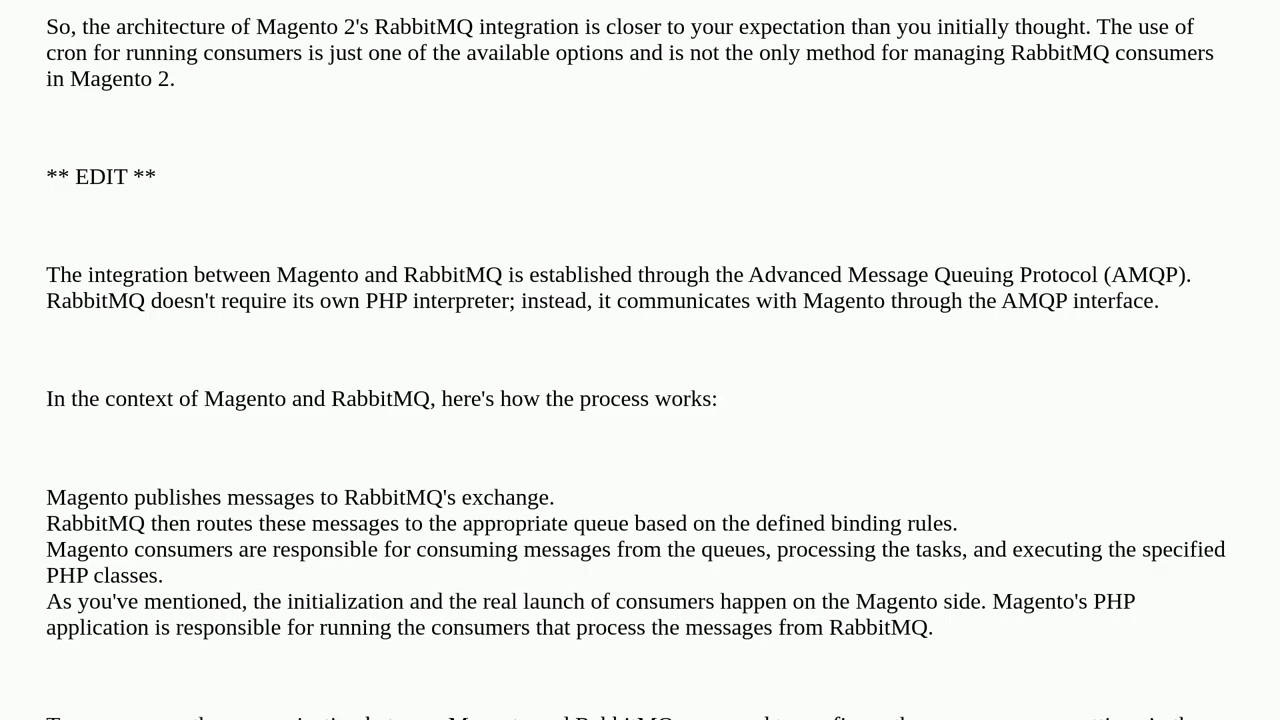 So, the architecture of Magento 2's RabbitMQ integration is closer to your expectation than you initially thought. The use of
cron for running consumers is just one of the available options and is not the only method for managing RabbitMQ consumers
in Magento 2.
** EDIT **
The integration between Magento and RabbitMQ is established through the Advanced Message Queuing Protocol (AMQP).
RabbitMQ doesn't require its own PHP interpreter; instead, it communicates with Magento through the AMQP interface.
In the context of Magento and RabbitMQ, here's how the process works:
Magento publishes messages to RabbitMQ's exchange.
RabbitMQ then routes these messages to the appropriate queue based on the defined binding rules.
Magento consumers are responsible for consuming messages from the queues, processing the tasks, and executing the specified
PHP classes.
As you've mentioned, the initialization and the real launch of consumers happen on the Magento side. Magento's PHP
application is responsible for running the consumers that process the messages from RabbitMQ.